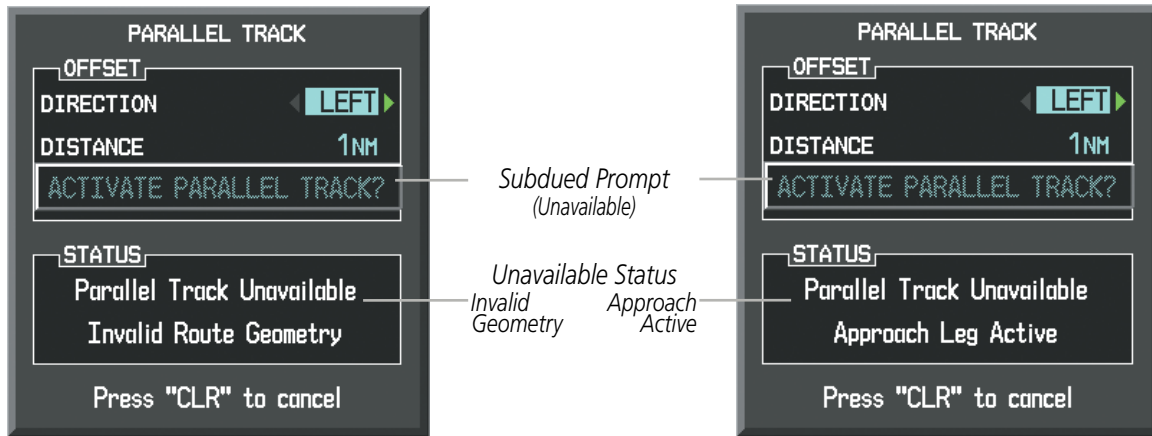 PARALLEL TRACK
OFFSET
DIRECTION LEFT
DISTANCE 1NM
ACTIVATE PARALLEL TRACK?
STATUS
Parallel Track Unavailable
Invalid Route Geometry
Press "CLR" to cancel
Subdued Prompt
(Unavailable)
Unavailable Status
Invalid
Geometry
Approach
Active
PARALLEL TRACK
OFFSET
DIRECTION LEFT
DISTANCE 1NM
ACTIVATE PARALLEL TRACK?
STATUS
Parallel Track Unavailable
Approach Leg Active
Press "CLR" to cancel